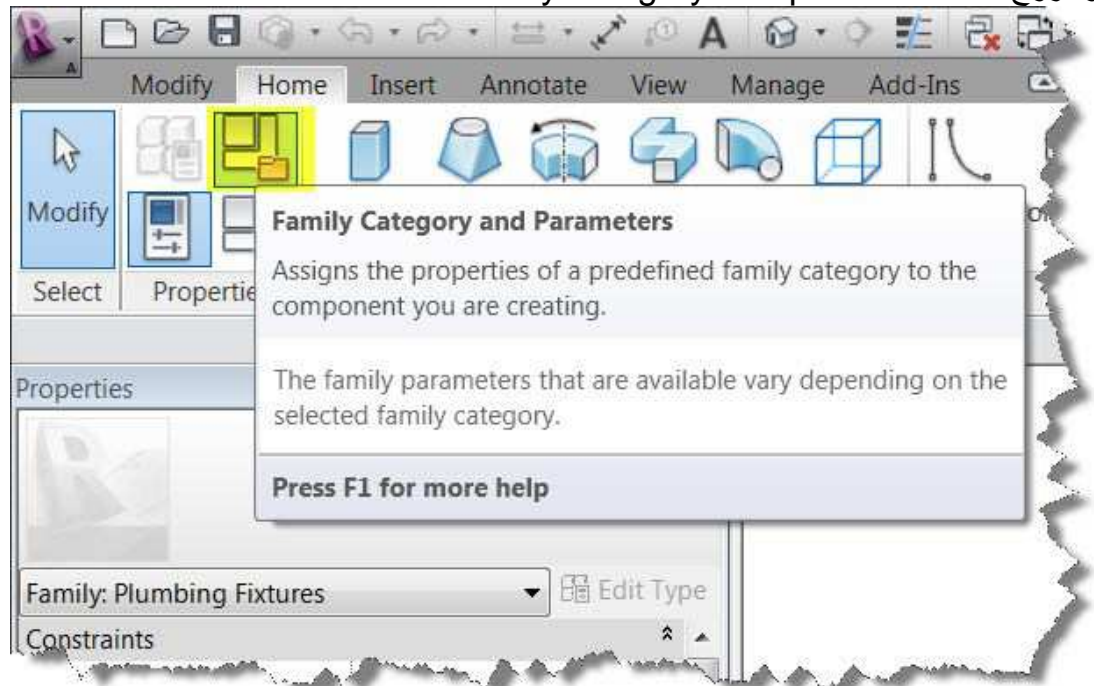 A
Modify Home Insert Annotate View Manage Add-Ins
Modify
Family Category and Parameters
Assigns the properties of a predefined family category to the
component you are creating.
Select
The family parameters that are available vary depending on the
selected family category.
Properties
Press F1 for more help
Family: Plumbing Fixtures
Edit Type
Constraints